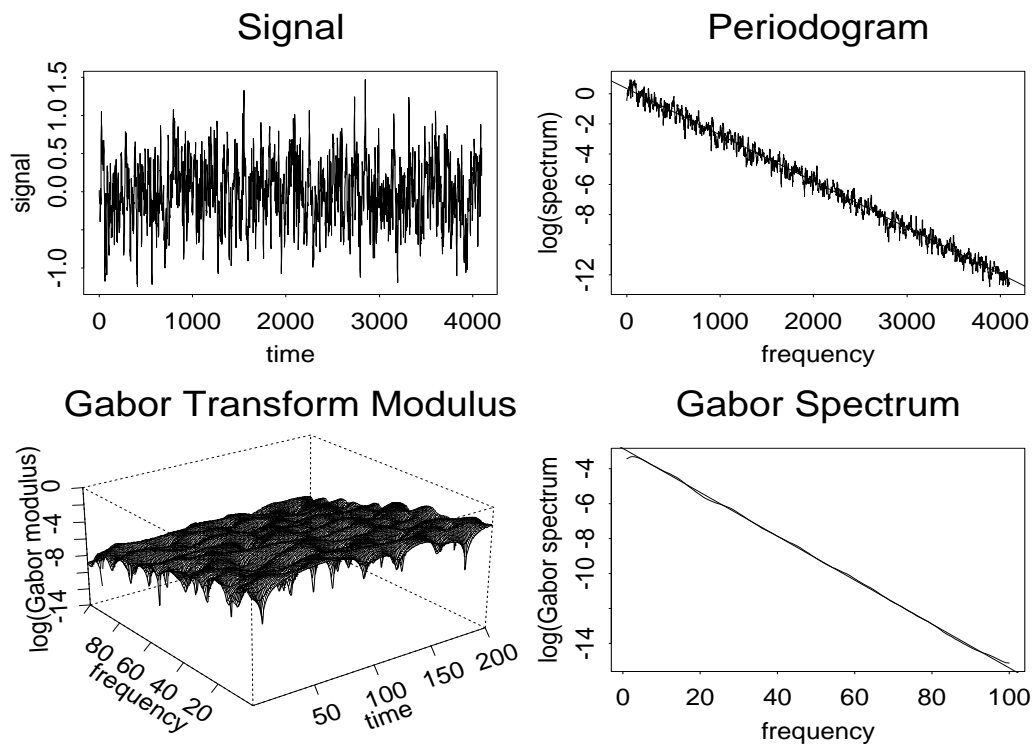 Signal
signal
1.5
1.0
0.5
0.0
-1.0
0 1000 2000 3000 4000
time
Periodogram
log(spectrum)
0
-2
-4
-6
-8
-12
0 1000 2000 3000 4000
frequency
Gabor Transform Modulus
log(Gabor modulus)
0
-4
-8
-14
80 60 40 20
frequency
50 100 150 200
time
Gabor Spectrum
log(Gabor spectrum
-4
-6
-10
-14
0 20 40 60 80 100
frequency